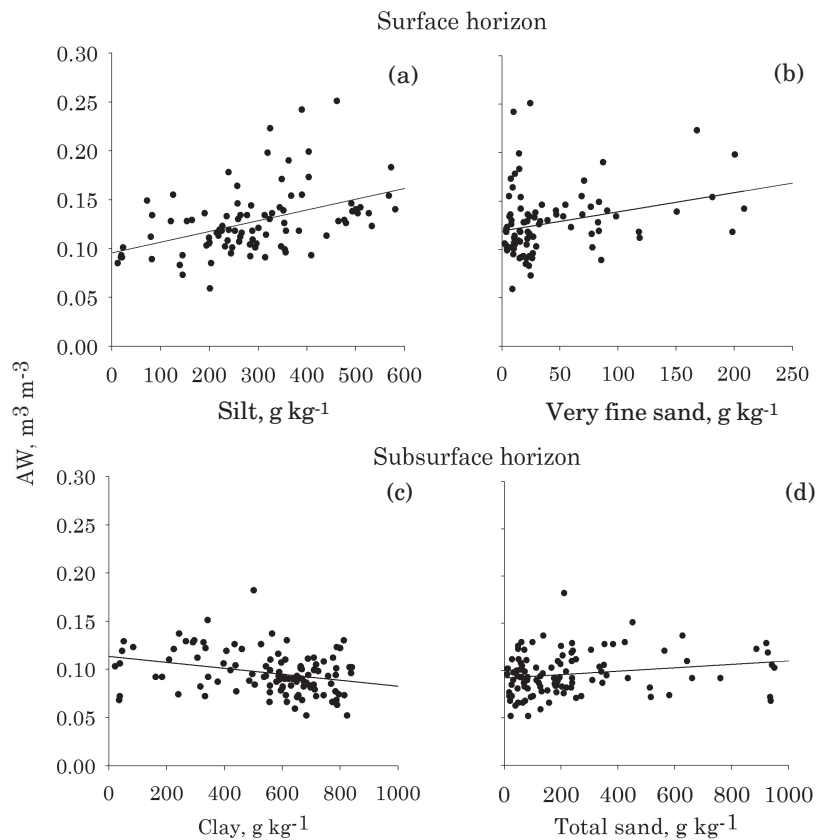 Surface horizon
0.30
0.25
0.20
0.15
0.10
0.05
0.00
(a)
(b)
0 100 200 300 400 500 600
0 50 100 150 200 250
Silt, g kg-1
Very fine sand, g kg-1
AW, m3 m-3
Subsurface horizon
0.30
0.25
0.20
0.15
0.10
0.05
0.00
(c)
(d)
0 200 400 600 800 1000
0 200 400 600 800 1000
Clay, g kg-1
Total sand, g kg-1